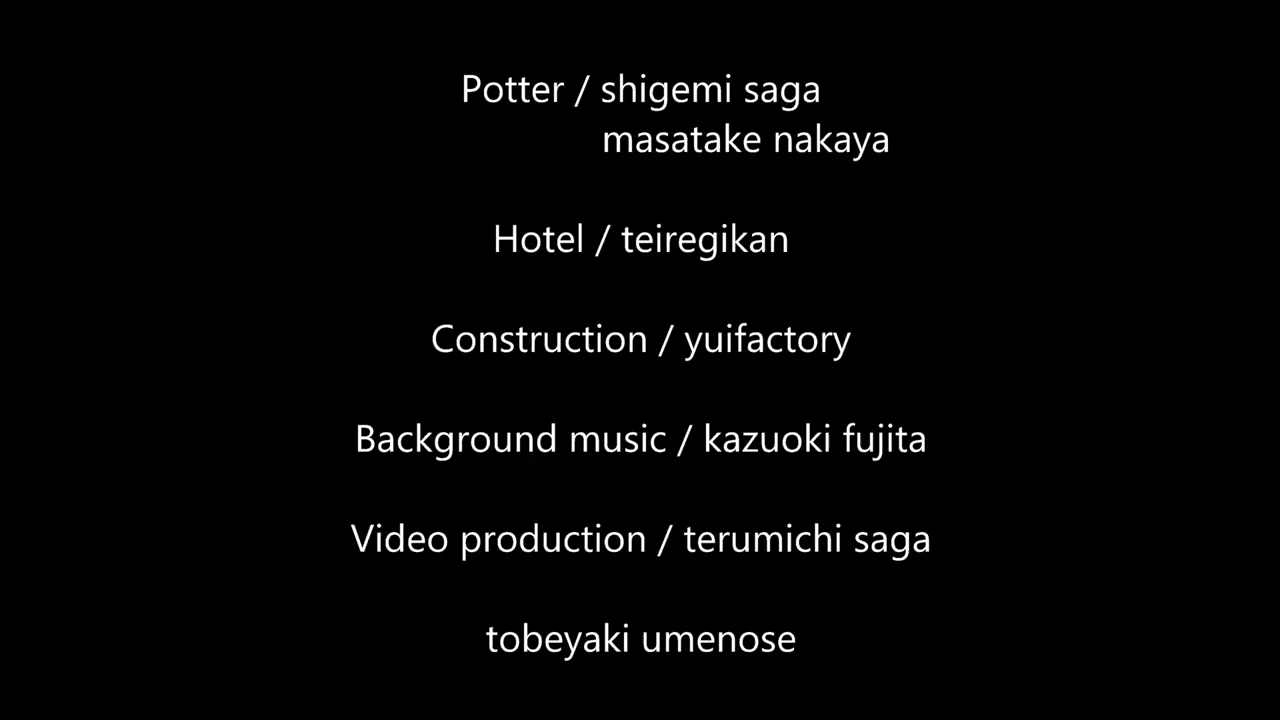 Potter / shigemi saga
masatake nakaya
Hotel / teiregikan
Construction / yuifactory
Background music / kazuoki fujita
Video production / terumichi saga
tobeyaki umenose